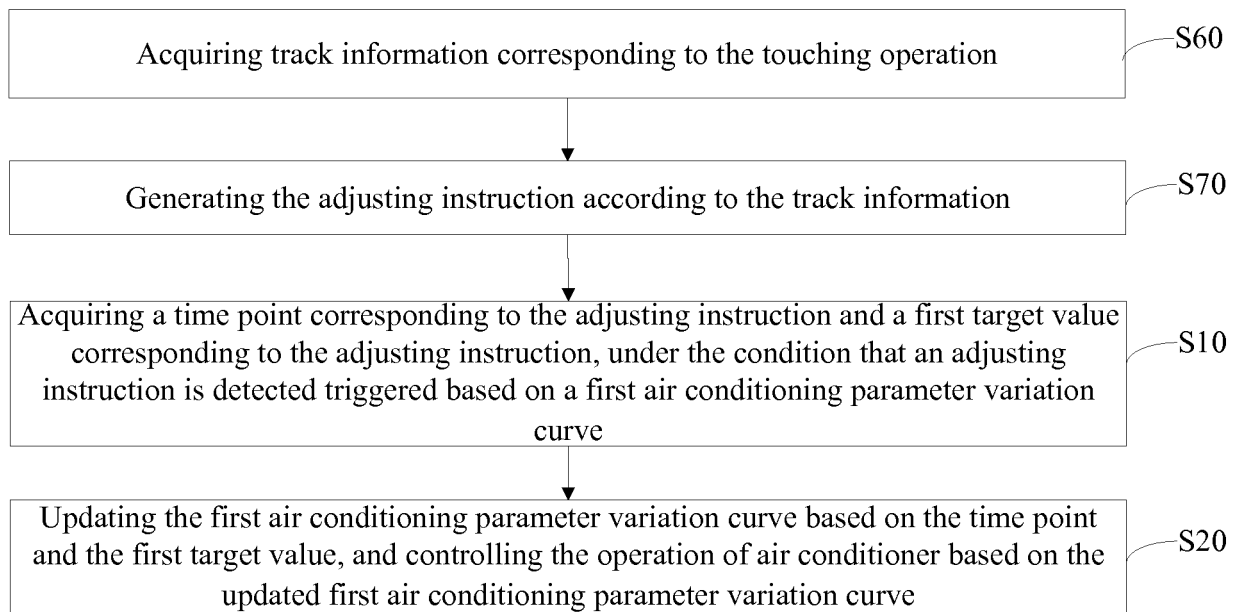 Acquiring track information corresponding to the touching operation
S60
Generating the adjusting instruction according to the track information
S70
Acquiring a time point corresponding to the adjusting instruction and a first target value
corresponding to the adjusting instruction, under the condition that an adjusting
instruction is detected triggered based on a first air conditioning parameter variation
curve
S10
Updating the first air conditioning parameter variation curve based on the time point
and the first target value, and controlling the operation of air conditioner based on the
updated first air conditioning parameter variation curve
S20